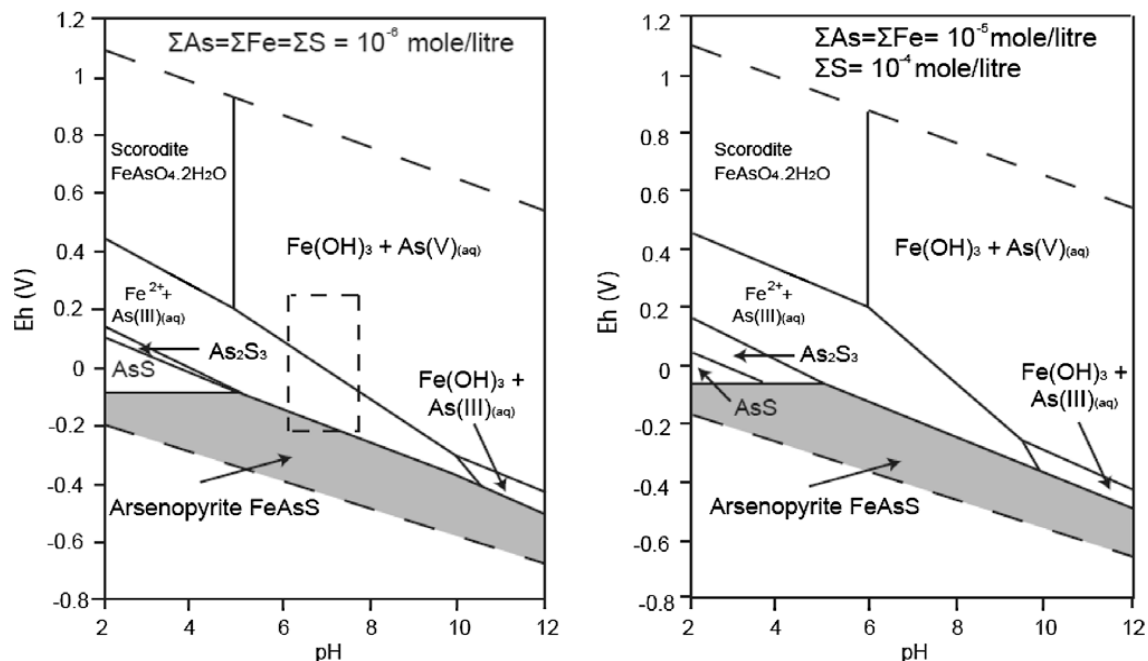 ΣAs=ΣFe=ΣS = 10⁻⁶ mole/litre
1.2
1
0.8
0.6
0.4
0.2
0
-0.2
-0.4
-0.6
-0.8
Eh (V)
Scorodite
FeAsO₄.2H₂O
Fe(OH)₃ + As(V)(aq)
Fe²⁺+
As(III)(aq)
As₂S₃
AsS
Fe(OH)₃ +
As(III)(aq)
Arsenopyrite FeAsS
2 4 6 8 10 12
pH
ΣAs=ΣFe= 10⁻⁵ mole/litre
ΣS= 10⁻⁴ mole/litre
1.2
1
0.8
0.6
0.4
0.2
0
-0.2
-0.4
-0.6
-0.8
Eh (V)
Scorodite
FeAsO₄.2H₂O
Fe(OH)₃ + As(V)(aq)
Fe²⁺+
As(III)(aq)
As₂S₃
AsS
Fe(OH)₃ +
As(III)(aq)
Arsenopyrite FeAsS
2 4 6 8 10 12
pH